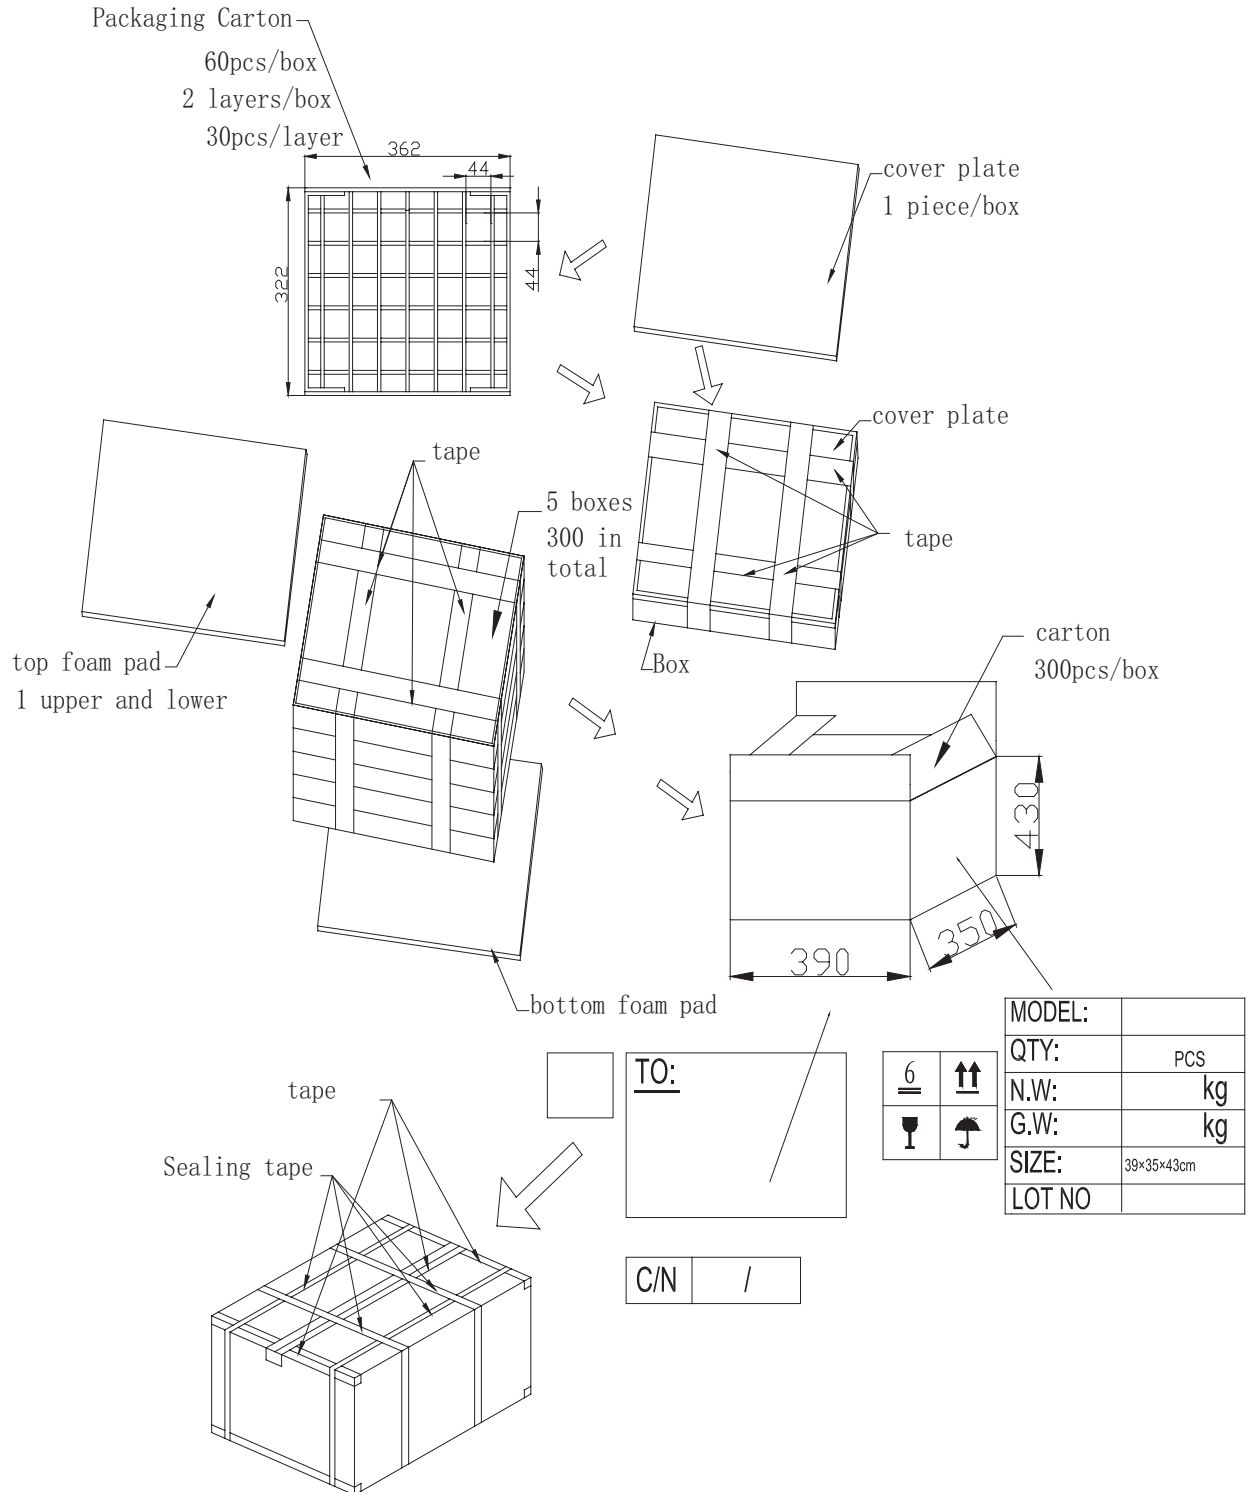 Packaging Carton
60pcs/box
2 layers/box
30pcs/layer
362
44
322
44
cover plate
1 piece/box
cover plate
tape
Box
tape
5 boxes
300 in
total
top foam pad
1 upper and lower
bottom foam pad
carton
300pcs/box
430
350
390
MODEL:
QTY: PCS
N.W: kg
G.W: kg
SIZE: 39×35×43cm
LOT NO
TO:
6
C/N /
tape
Sealing tape